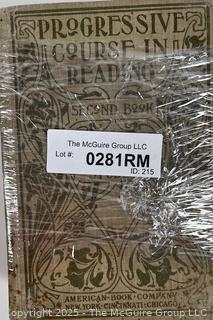 PROGRESSIVE
COURSE IN
READING
SECOND BOOK
The McGuire Group LLC
Lot #: 0281RM
ID: 215
AMERICAN·BOOK·COMPANY
NEW·YORK·CINCINNATI·CHICAGO
Copyright © 2025 - The McGuire Group LLC